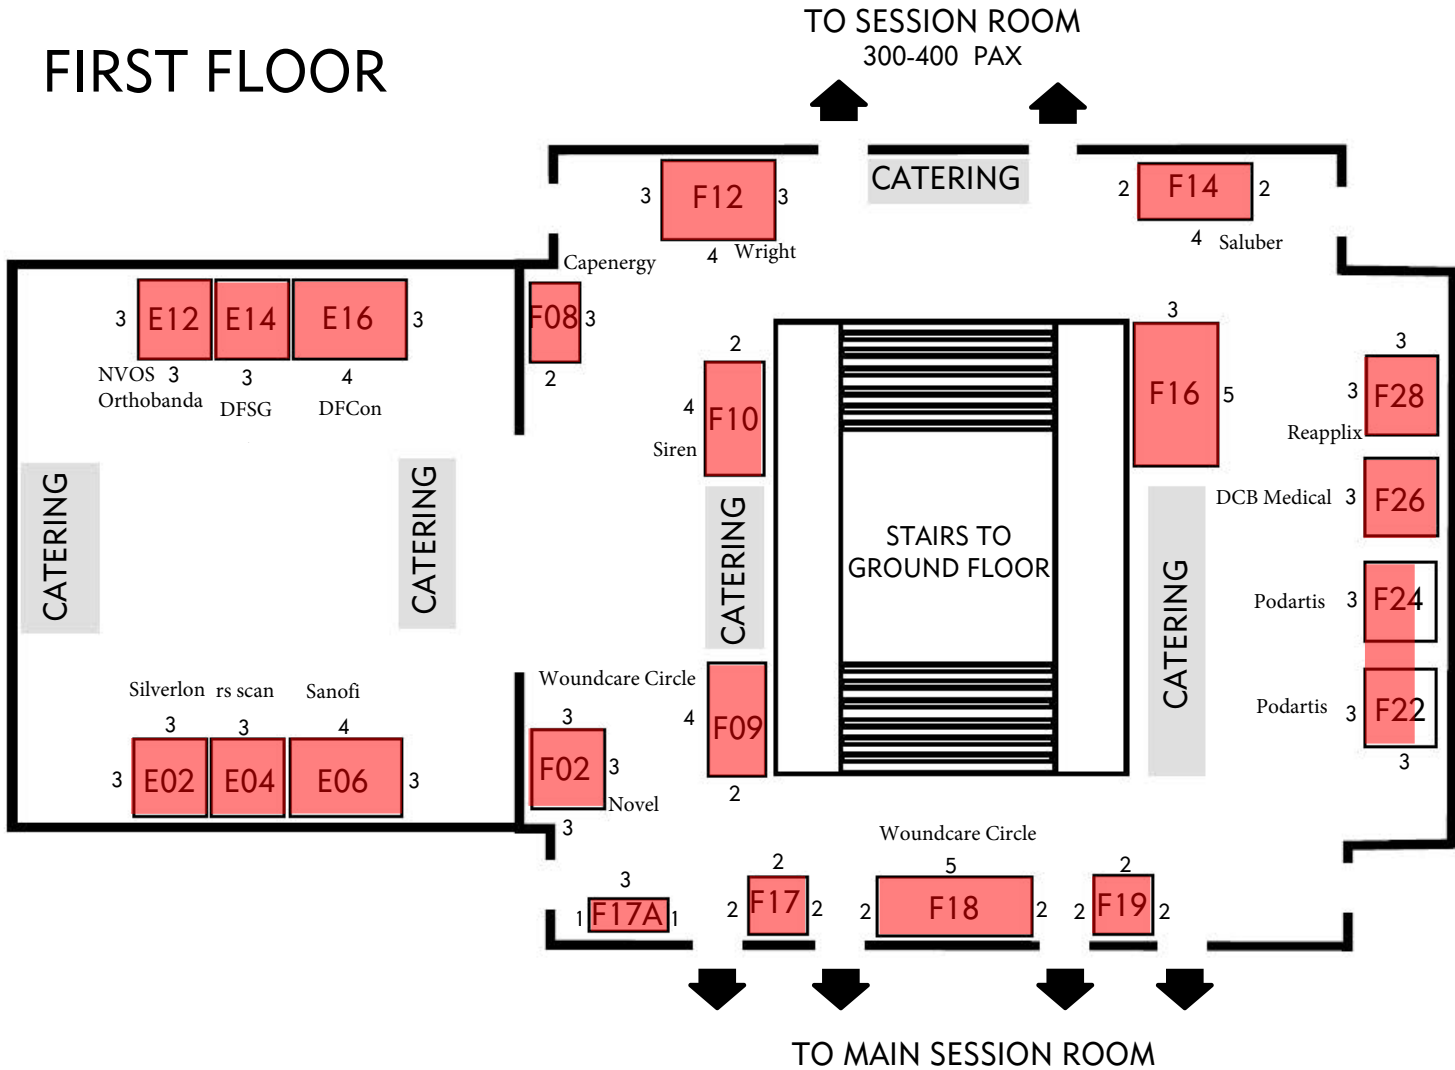 TO SESSION ROOM
300-400 PAX
FIRST FLOOR
3 F12 3
4 Wright
CATERING
2 F14 2
4 Saluber
Capenergy
F08 3
2
3 E12 E14 E16 3
NVOS 3 3 4
Orthobanda DFSG DFCon
2
4 F10
Siren
3
F16 5
3
3 F28
Reapplix
DCB Medical 3 F26
Podartis 3 F24
Podartis 3 F22
3
CATERING
CATERING
CATERING
STAIRS TO
GROUND FLOOR
CATERING
Silverlon rs scan Sanofi
3 3 4
3 E02 E04 E06 3
Woundcare Circle
4 F09
2
3
F02 3
Novel
3
Woundcare Circle
3
1 F17A 1
2
2 F17 2
5
2 F18 2
2
2 F19 2
TO MAIN SESSION ROOM